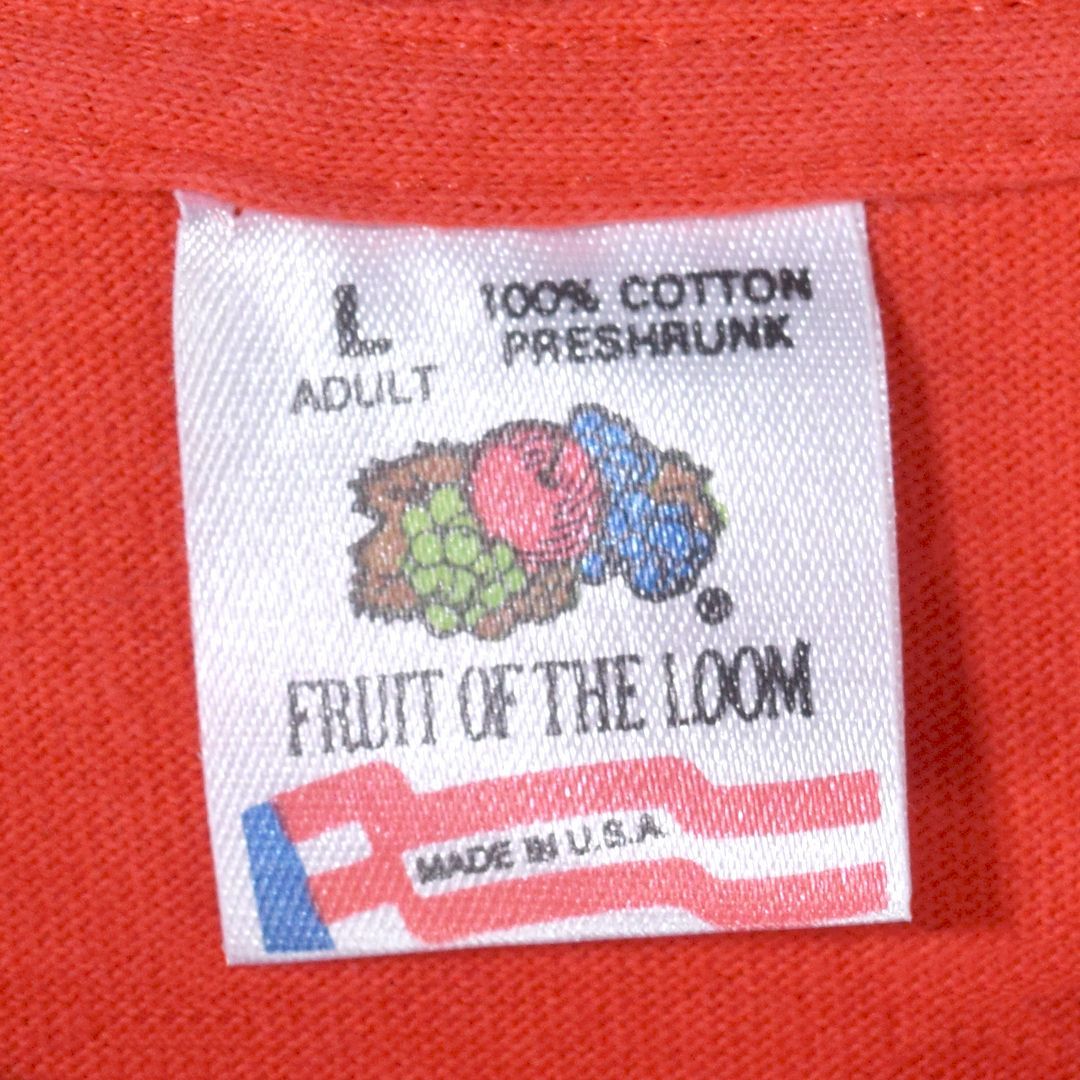 L
ADULT
100% COTTON
PRESHRUNK
®
FRUIT OF THE LOOM
MADE IN U.S.A.